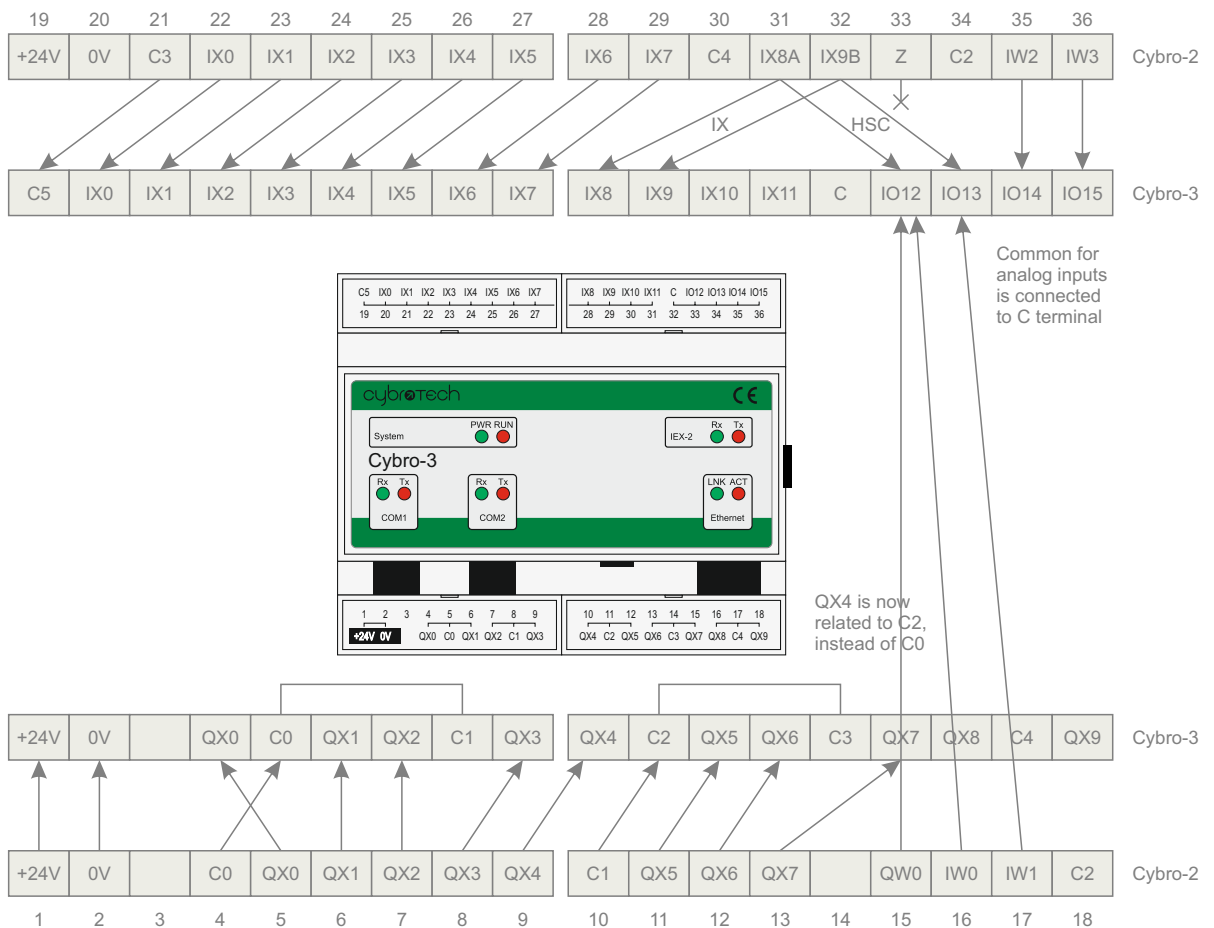 19 20 21 22 23 24 25 26 27 28 29 30 31 32 33 34 35 36
+24V 0V C3 IX0 IX1 IX2 IX3 IX4 IX5 IX6 IX7 C4 IX8A IX9B Z C2 IW2 IW3 Cybro-2
IX HSC
C5 IX0 IX1 IX2 IX3 IX4 IX5 IX6 IX7 IX8 IX9 IX10 IX11 C IO12 IO13 IO14 IO15 Cybro-3
Common for
analog inputs
is connected
to C terminal
C5 IX0 IX1 IX2 IX3 IX4 IX5 IX6 IX7 IX8 IX9 IX10 IX11 C IO12 IO13 IO14 IO15
19 20 21 22 23 24 25 26 27 28 29 30 31 32 33 34 35 36
cybrotech CE
PWR RUN Rx Tx
System IEX-2
Cybro-3
Rx Tx Rx Tx LNK ACT
COM1 COM2 Ethernet
1 2 3 4 5 6 7 8 9 10 11 12 13 14 15 16 17 18
+24V 0V QX0 C0 QX1 QX2 C1 QX3 QX4 C2 QX5 QX6 C3 QX7 QX8 C4 QX9
QX4 is now
related to C2,
instead of C0
+24V 0V QX0 C0 QX1 QX2 C1 QX3 QX4 C2 QX5 QX6 C3 QX7 QX8 C4 QX9 Cybro-3
+24V 0V C0 QX0 QX1 QX2 QX3 QX4 C1 QX5 QX6 QX7 QW0 IW0 IW1 C2 Cybro-2
1 2 3 4 5 6 7 8 9 10 11 12 13 14 15 16 17 18